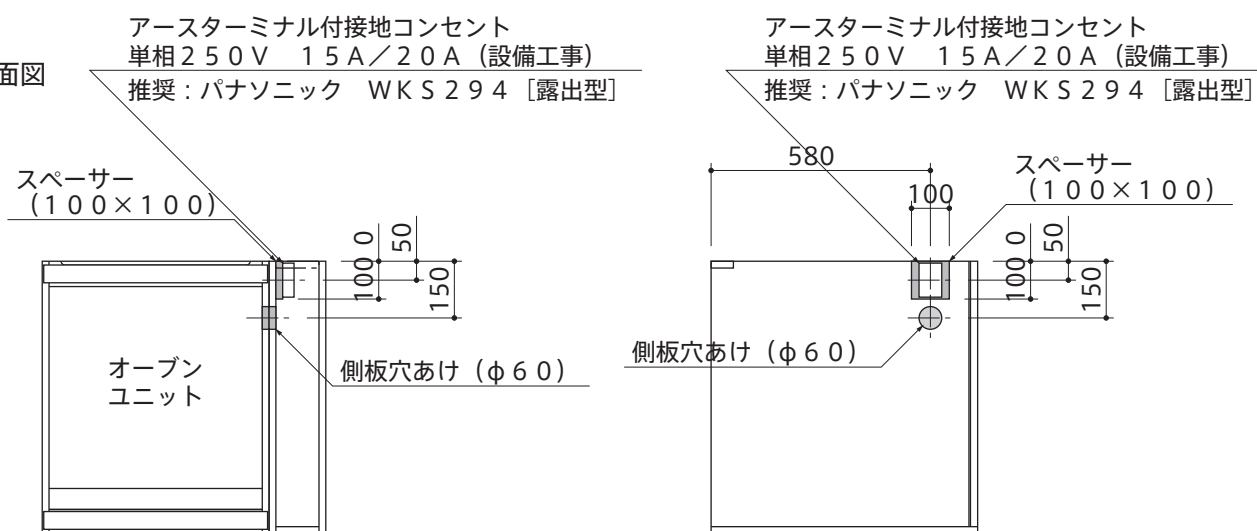 アースターミナル付接地コンセント
単相２５０Ｖ　１５Ａ／２０Ａ（設備工事）
推奨：パナソニック　ＷＫＳ２９４［露出型］
面図
スペーサー
（１００×１００）
0
50
100
150
オーブン
ユニット
側板穴あけ（φ６０）
アースターミナル付接地コンセント
単相２５０Ｖ　１５Ａ／２０Ａ（設備工事）
推奨：パナソニック　ＷＫＳ２９４［露出型］
580
100
スペーサー
（１００×１００）
0
50
100
150
側板穴あけ（φ６０）